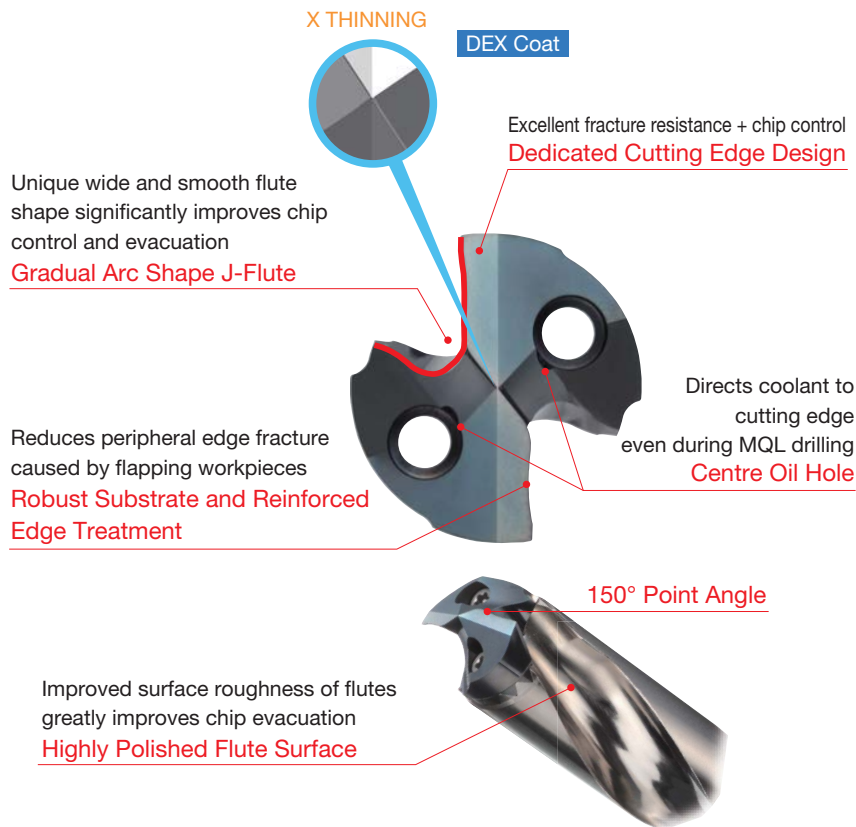 X THINNING
DEX Coat
Excellent fracture resistance + chip control
Dedicated Cutting Edge Design
Unique wide and smooth flute
shape significantly improves chip
control and evacuation
Gradual Arc Shape J-Flute
Directs coolant to
cutting edge
even during MQL drilling
Centre Oil Hole
Reduces peripheral edge fracture
caused by flapping workpieces
Robust Substrate and Reinforced
Edge Treatment
150° Point Angle
Improved surface roughness of flutes
greatly improves chip evacuation
Highly Polished Flute Surface